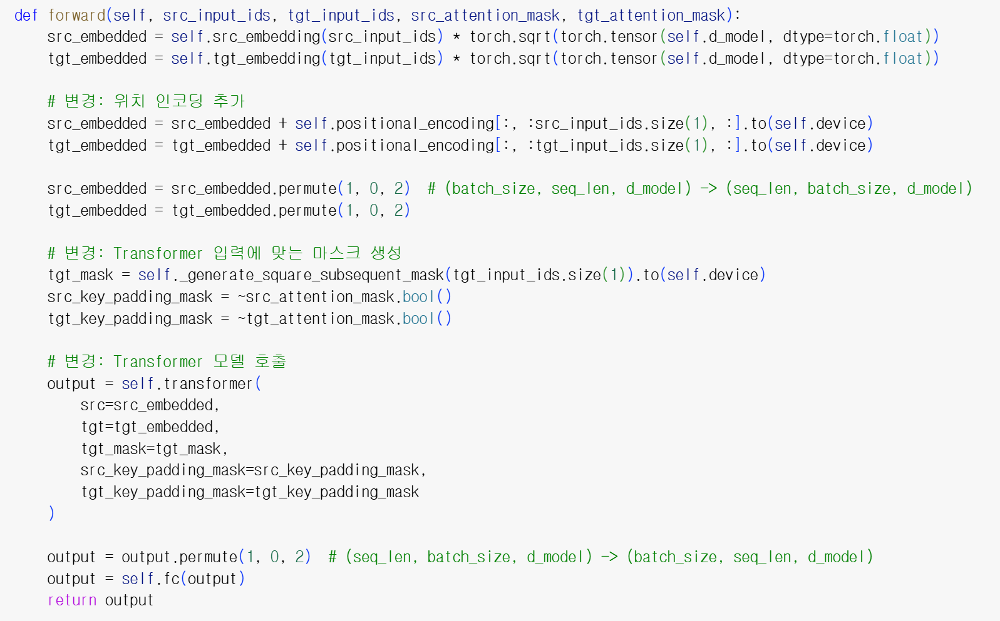 def forward(self, src_input_ids, tgt_input_ids, src_attention_mask, tgt_attention_mask):
    src_embedded = self.src_embedding(src_input_ids) * torch.sqrt(torch.tensor(self.d_model, dtype=torch.float))
    tgt_embedded = self.tgt_embedding(tgt_input_ids) * torch.sqrt(torch.tensor(self.d_model, dtype=torch.float))

    # 변경: 위치 인코딩 추가
    src_embedded = src_embedded + self.positional_encoding[:, :src_input_ids.size(1), :].to(self.device)
    tgt_embedded = tgt_embedded + self.positional_encoding[:, :tgt_input_ids.size(1), :].to(self.device)

    src_embedded = src_embedded.permute(1, 0, 2)  # (batch_size, seq_len, d_model) -> (seq_len, batch_size, d_model)
    tgt_embedded = tgt_embedded.permute(1, 0, 2)

    # 변경: Transformer 입력에 맞는 마스크 생성
    tgt_mask = self._generate_square_subsequent_mask(tgt_input_ids.size(1)).to(self.device)
    src_key_padding_mask = ~src_attention_mask.bool()
    tgt_key_padding_mask = ~tgt_attention_mask.bool()

    # 변경: Transformer 모델 호출
    output = self.transformer(
        src=src_embedded,
        tgt=tgt_embedded,
        tgt_mask=tgt_mask,
        src_key_padding_mask=src_key_padding_mask,
        tgt_key_padding_mask=tgt_key_padding_mask
    )

    output = output.permute(1, 0, 2)  # (seq_len, batch_size, d_model) -> (batch_size, seq_len, d_model)
    output = self.fc(output)
    return output